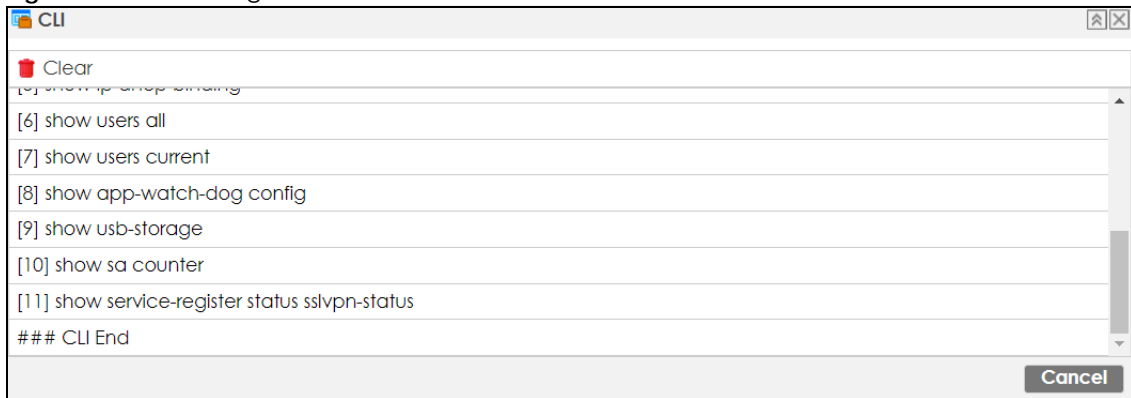 CLI
Clear
[6] show users all
[7] show users current
[8] show app-watch-dog config
[9] show usb-storage
[10] show sa counter
[11] show service-register status sslvpn-status
### CLI End
Cancel